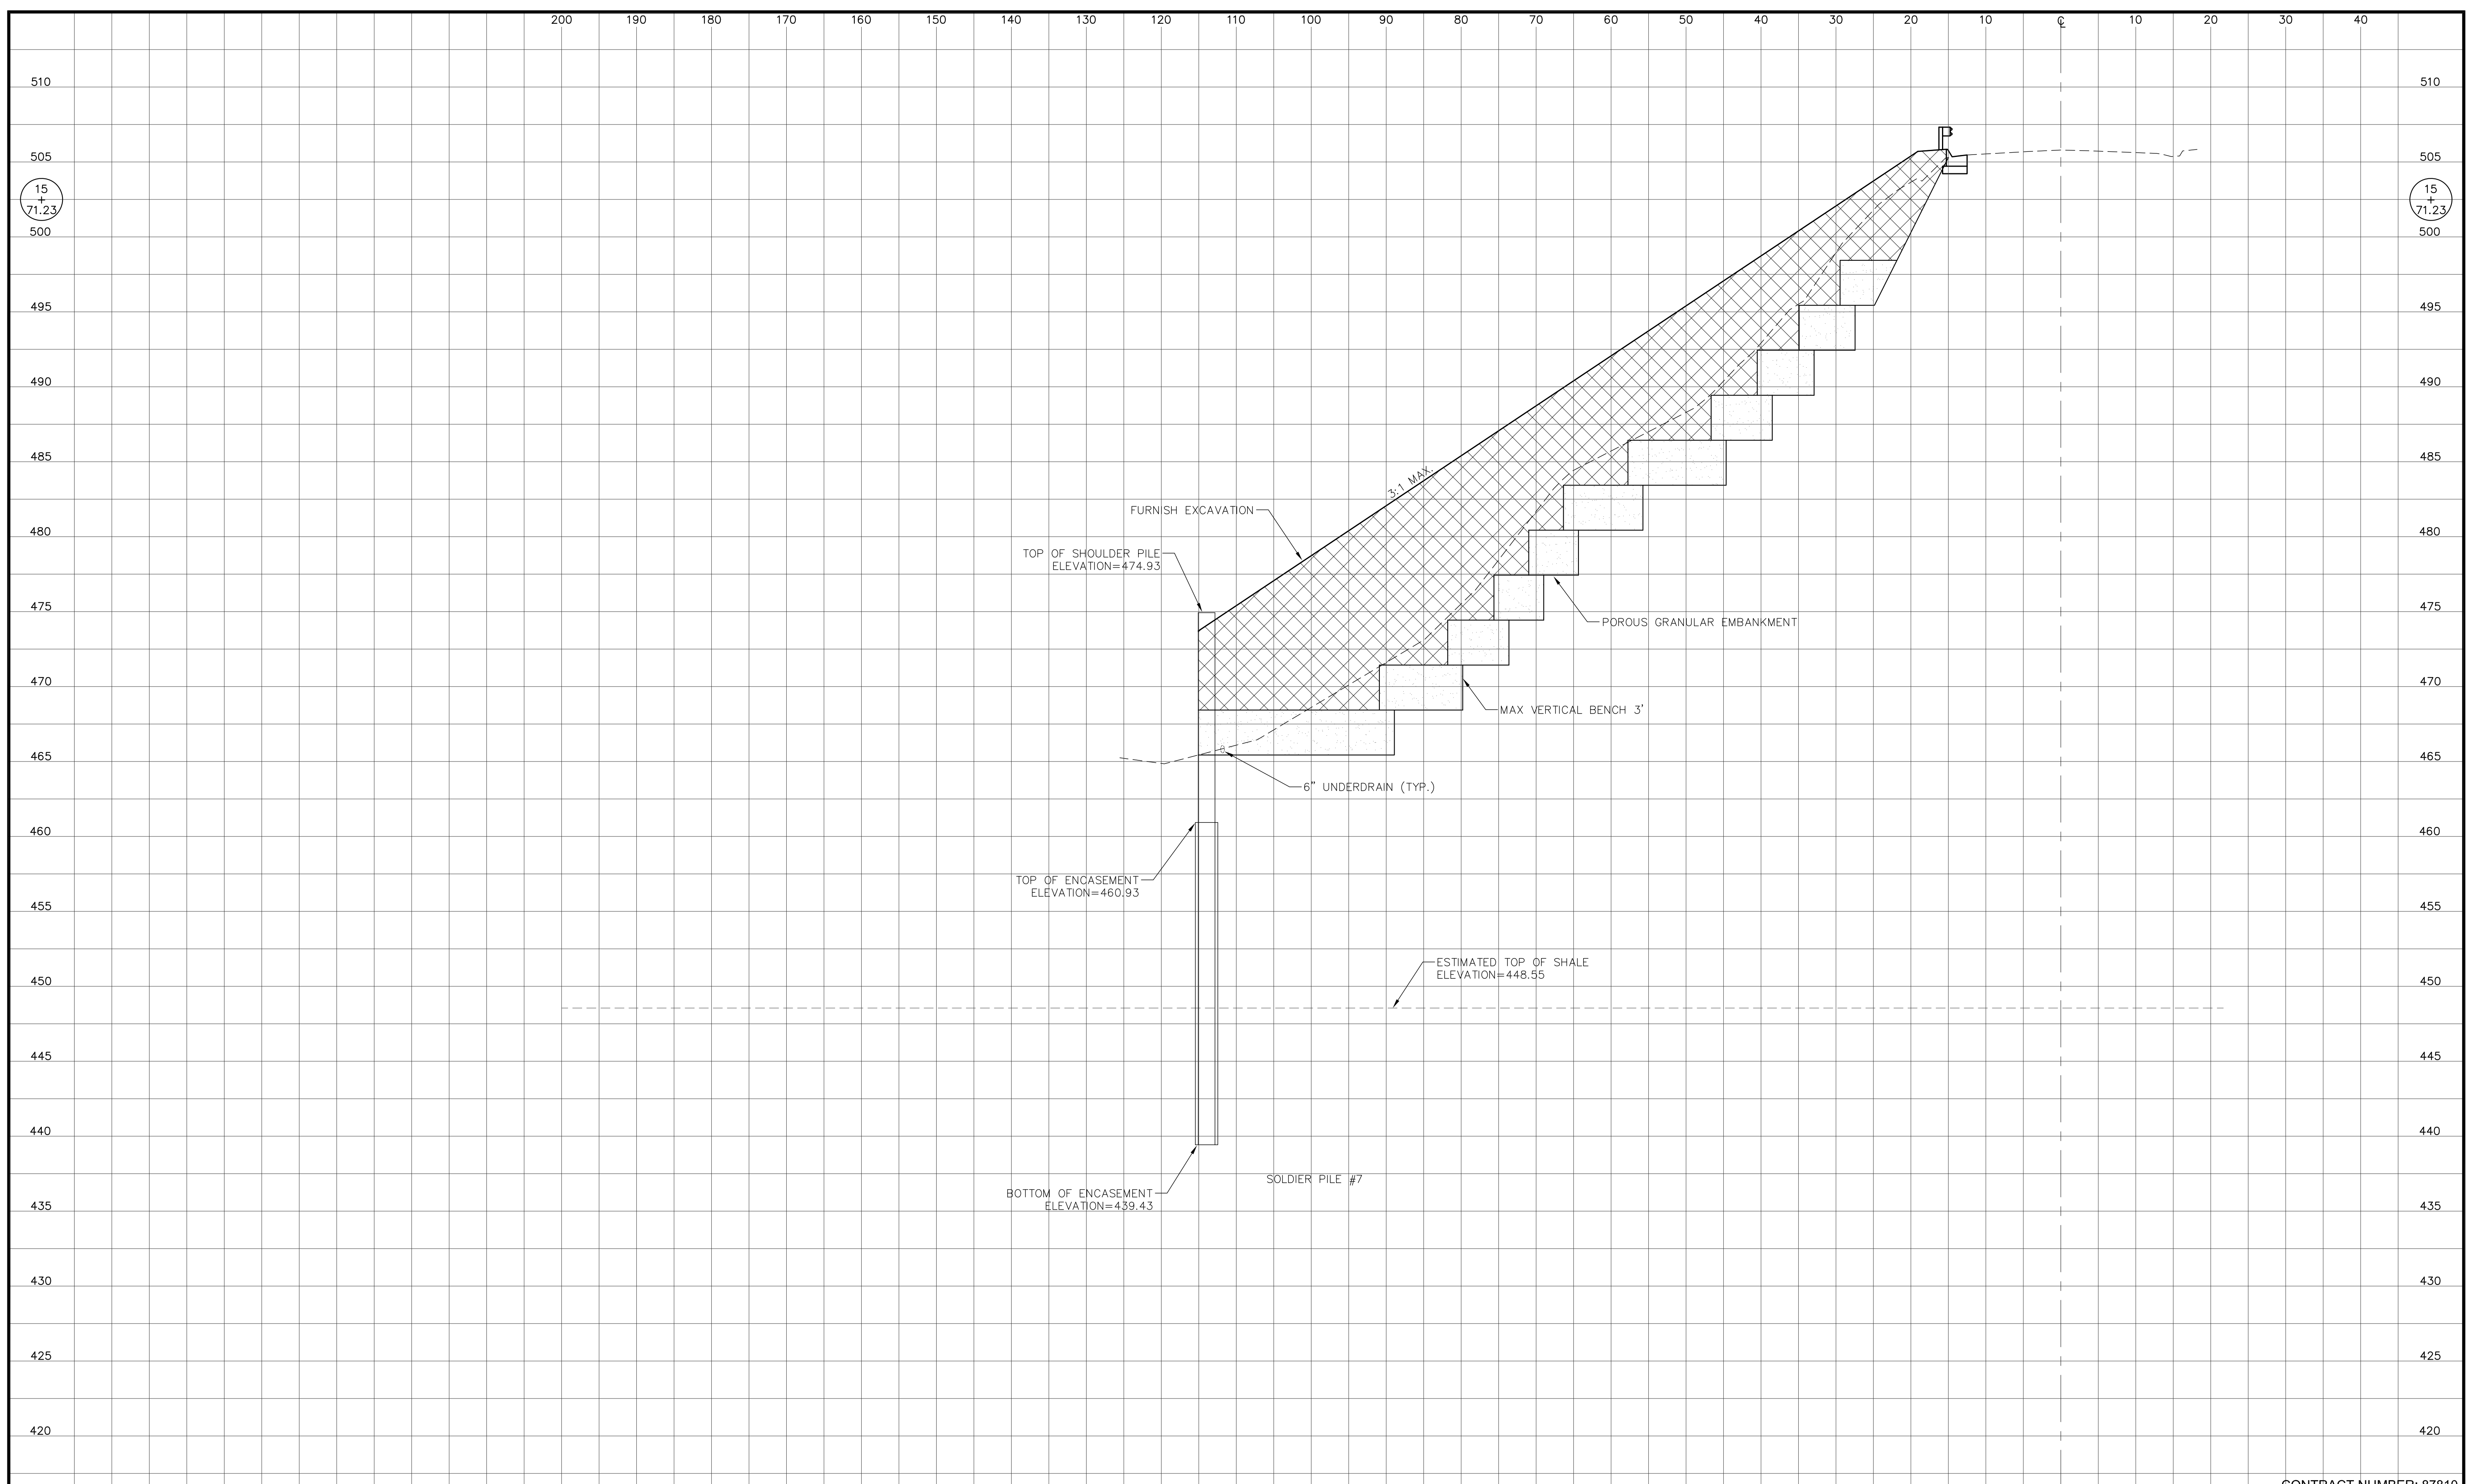 200 190 180 170 160 150 140 130 120 110 100 90 80 70 60 50 40 30 20 10 ℄ 10 20 30 40
510 510
505 505
15 15
+ +
71.23 71.23
500 500
495 495
490 490
485 485
3:1 MAX.
FURNISH EXCAVATION
480 480
TOP OF SHOULDER PILE
ELEVATION=474.93
475 475
POROUS GRANULAR EMBANKMENT
470 470
MAX VERTICAL BENCH 3'
465 465
6" UNDERDRAIN (TYP.)
460 460
TOP OF ENCASEMENT
ELEVATION=460.93
455 455
ESTIMATED TOP OF SHALE
ELEVATION=448.55
450 450
445 445
440 440
SOLDIER PILE #7
BOTTOM OF ENCASEMENT
ELEVATION=439.43
435 435
430 430
425 425
420 420
CONTRACT NUMBER: 87810